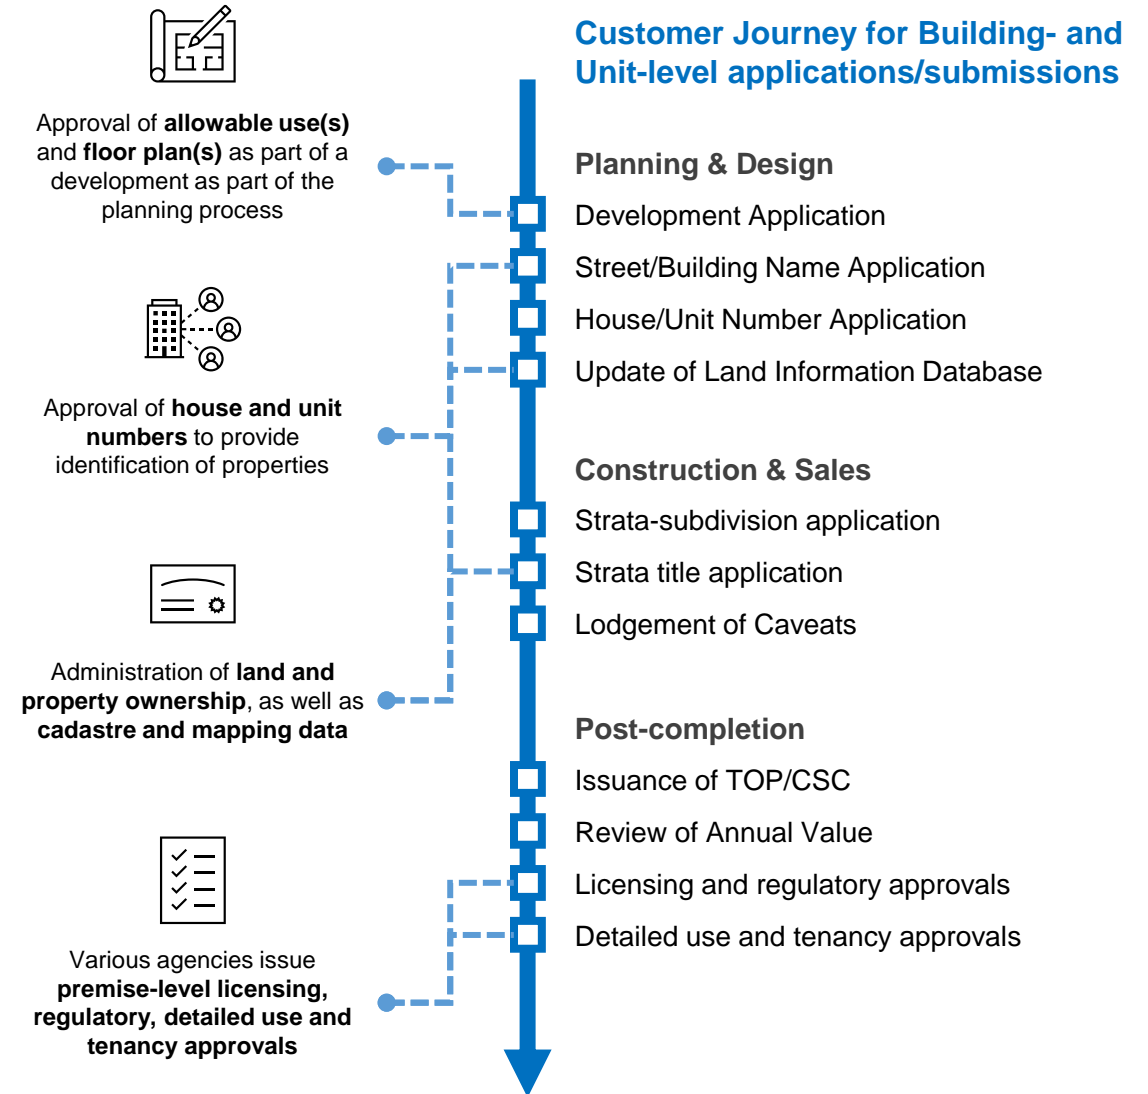 Customer Journey for Building- and
Unit-level applications/submissions
Approval of allowable use(s)
and floor plan(s) as part of a
development as part of the
planning process
Planning & Design
Development Application
Street/Building Name Application
House/Unit Number Application
Update of Land Information Database
Approval of house and unit
numbers to provide
identification of properties
Construction & Sales
Strata-subdivision application
Strata title application
Lodgement of Caveats
Administration of land and
property ownership, as well as
cadastre and mapping data
Post-completion
Issuance of TOP/CSC
Review of Annual Value
Licensing and regulatory approvals
Detailed use and tenancy approvals
Various agencies issue
premise-level licensing,
regulatory, detailed use and
tenancy approvals